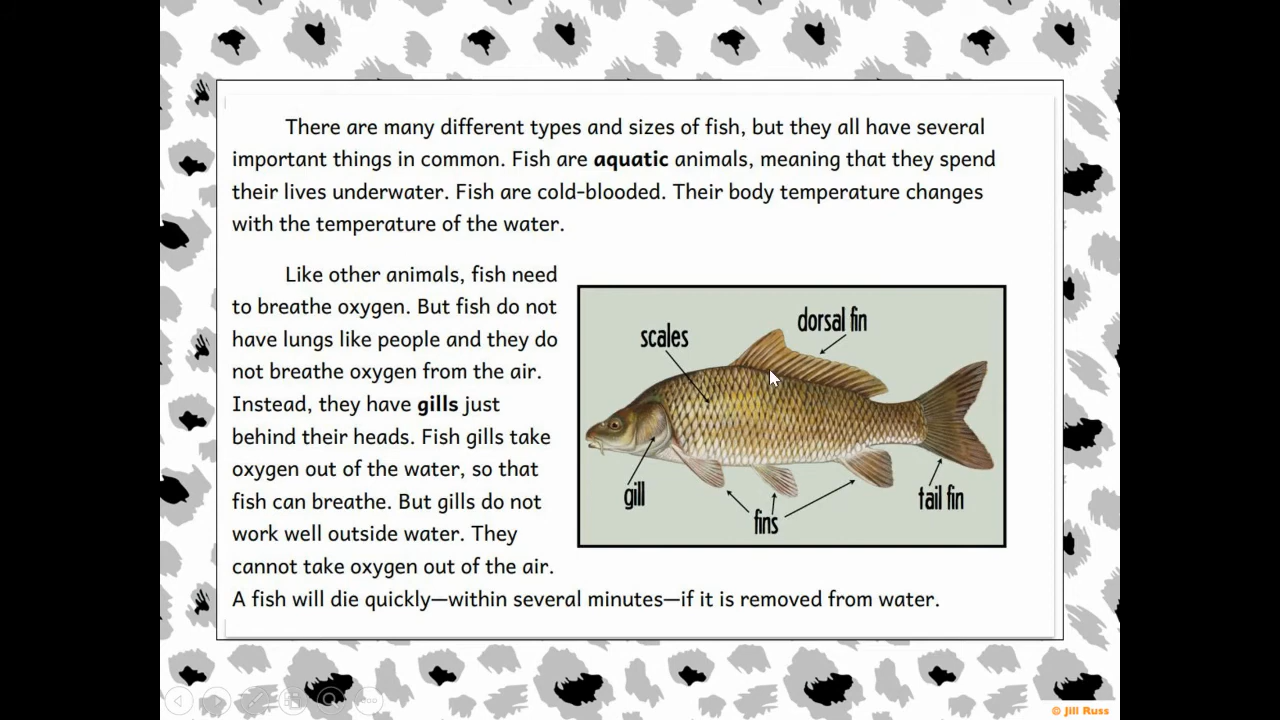 There are many different types and sizes of fish, but they all have several
important things in common. Fish are aquatic animals, meaning that they spend
their lives underwater. Fish are cold-blooded. Their body temperature changes
with the temperature of the water.
Like other animals, fish need
to breathe oxygen. But fish do not
have lungs like people and they do
not breathe oxygen from the air.
Instead, they have gills just
behind their heads. Fish gills take
oxygen out of the water, so that
fish can breathe. But gills do not
work well outside water. They
cannot take oxygen out of the air.
A fish will die quickly—within several minutes—if it is removed from water.
dorsal fin
scales
gill
fins
tail fin
© Jill Russ